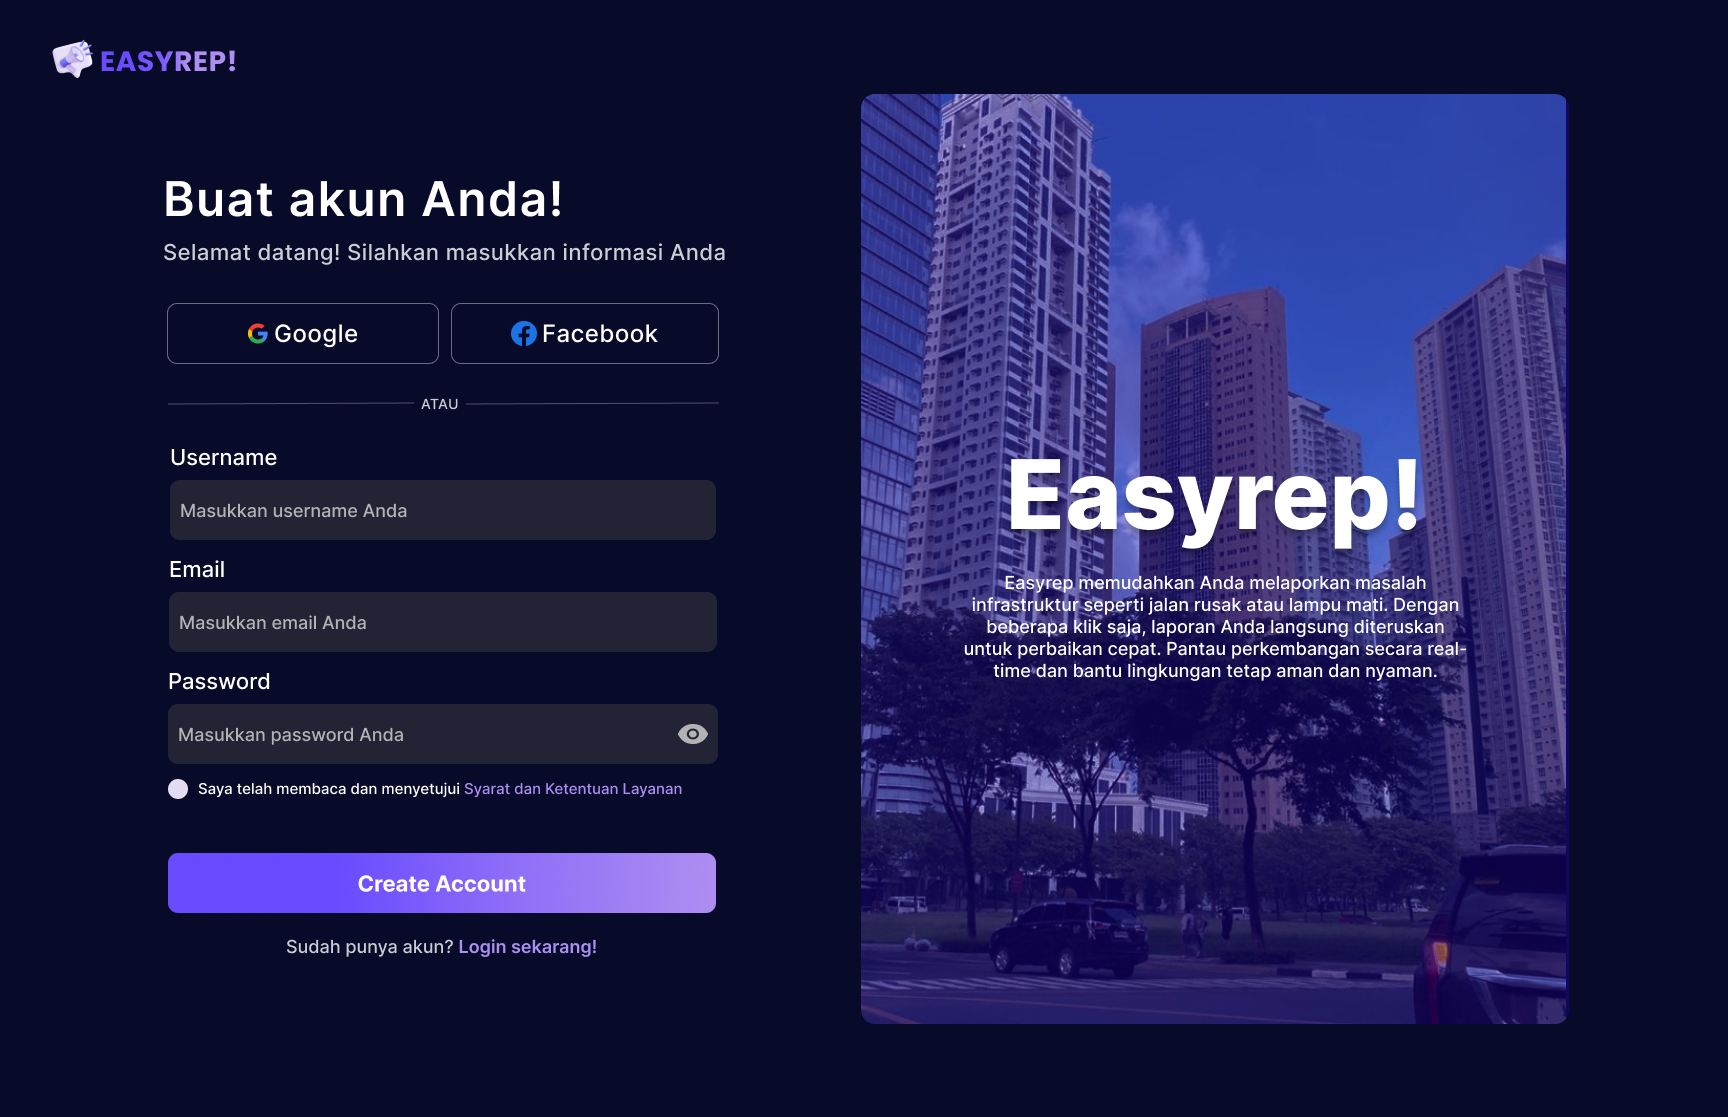 EASYREP!
Buat akun Anda!
Selamat datang! Silahkan masukkan informasi Anda
Google
Facebook
ATAU
Username
Masukkan username Anda
Email
Masukkan email Anda
Password
Masukkan password Anda
Saya telah membaca dan menyetujui Syarat dan Ketentuan Layanan
Create Account
Sudah punya akun? Login sekarang!
Easyrep!
Easyrep memudahkan Anda melaporkan masalah
infrastruktur seperti jalan rusak atau lampu mati. Dengan
beberapa klik saja, laporan Anda langsung diteruskan
untuk perbaikan cepat. Pantau perkembangan secara real-
time dan bantu lingkungan tetap aman dan nyaman.